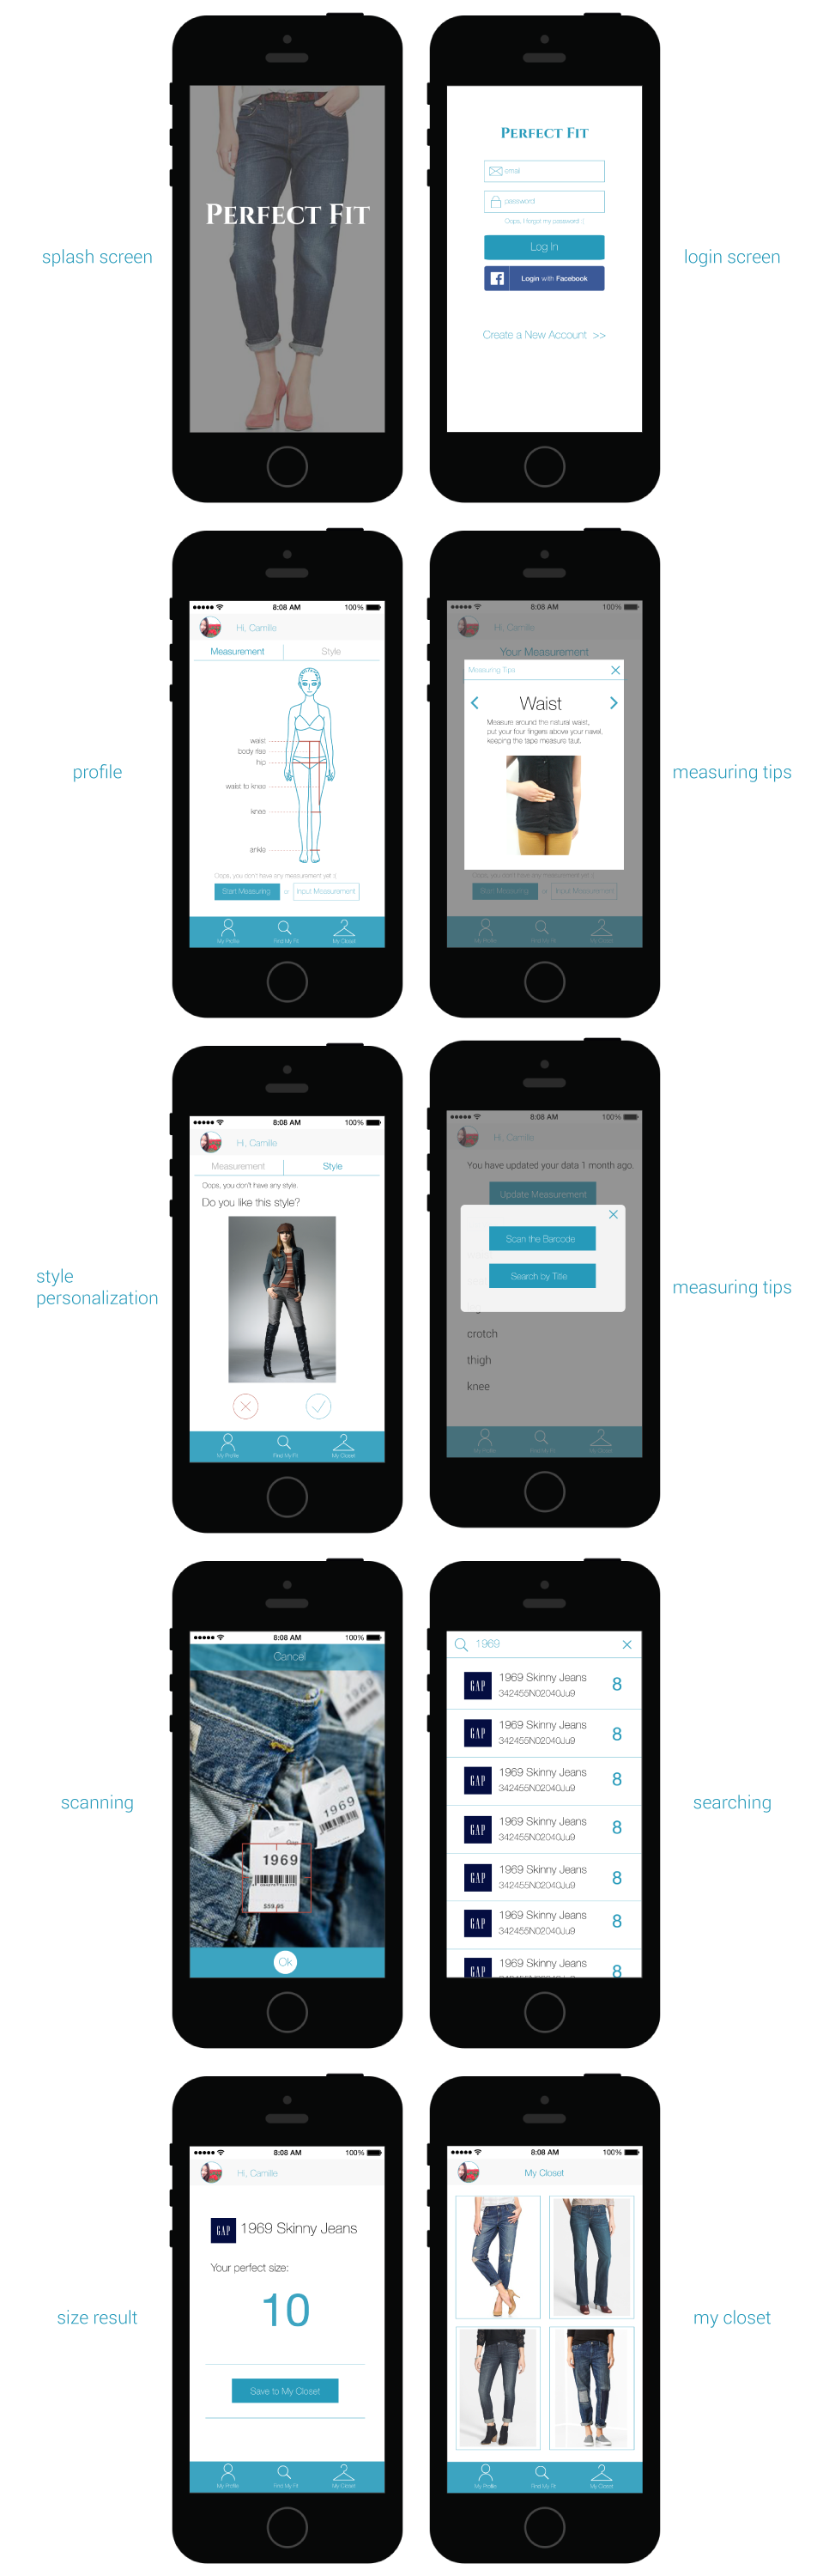 PERFECT FIT
splash screen
PERFECT FIT
email
password
Oops, I forgot my password :(
Log In
Login with Facebook
Create a New Account >>
login screen
8:08 AM 100%
Hi, Camille
Measurement Style
waist
body rise
hip
waist to knee
knee
ankle
Oops, you don't have any measurement yet :(
Start Measuring or Input Measurement
My Profile Find My Fit My Closet
profile
8:08 AM 100%
Hi, Camille
Your Measurement
Measuring Tips
Waist
Measure around the natural waist,
put your four fingers above your navel,
keeping the tape measure taut.
Oops, you don't have any measurement yet :(
Start Measuring or Input Measurement
My Profile Find My Fit My Closet
measuring tips
8:08 AM 100%
Hi, Camille
Measurement Style
Oops, you don't have any style.
Do you like this style?
My Profile Find My Fit My Closet
style
personalization
8:08 AM 100%
Hi, Camille
You have updated your data 1 month ago.
Update Measurement
Scan the Barcode
Search by Title
crotch
thigh
knee
My Profile Find My Fit My Closet
measuring tips
8:08 AM 100%
Cancel
1969
1969
Gap
1969
$59.95
Ok
scanning
1969
GAP 1969 Skinny Jeans 8
342455N02040Ju9
GAP 1969 Skinny Jeans 8
342455N02040Ju9
GAP 1969 Skinny Jeans 8
342455N02040Ju9
GAP 1969 Skinny Jeans 8
342455N02040Ju9
GAP 1969 Skinny Jeans 8
342455N02040Ju9
GAP 1969 Skinny Jeans 8
342455N02040Ju9
GAP 1969 Skinny Jeans 8
searching
8:08 AM 100%
Hi, Camille
GAP 1969 Skinny Jeans
Your perfect size:
10
Save to My Closet
My Profile Find My Fit My Closet
size result
8:08 AM 100%
My Closet
My Profile Find My Fit My Closet
my closet